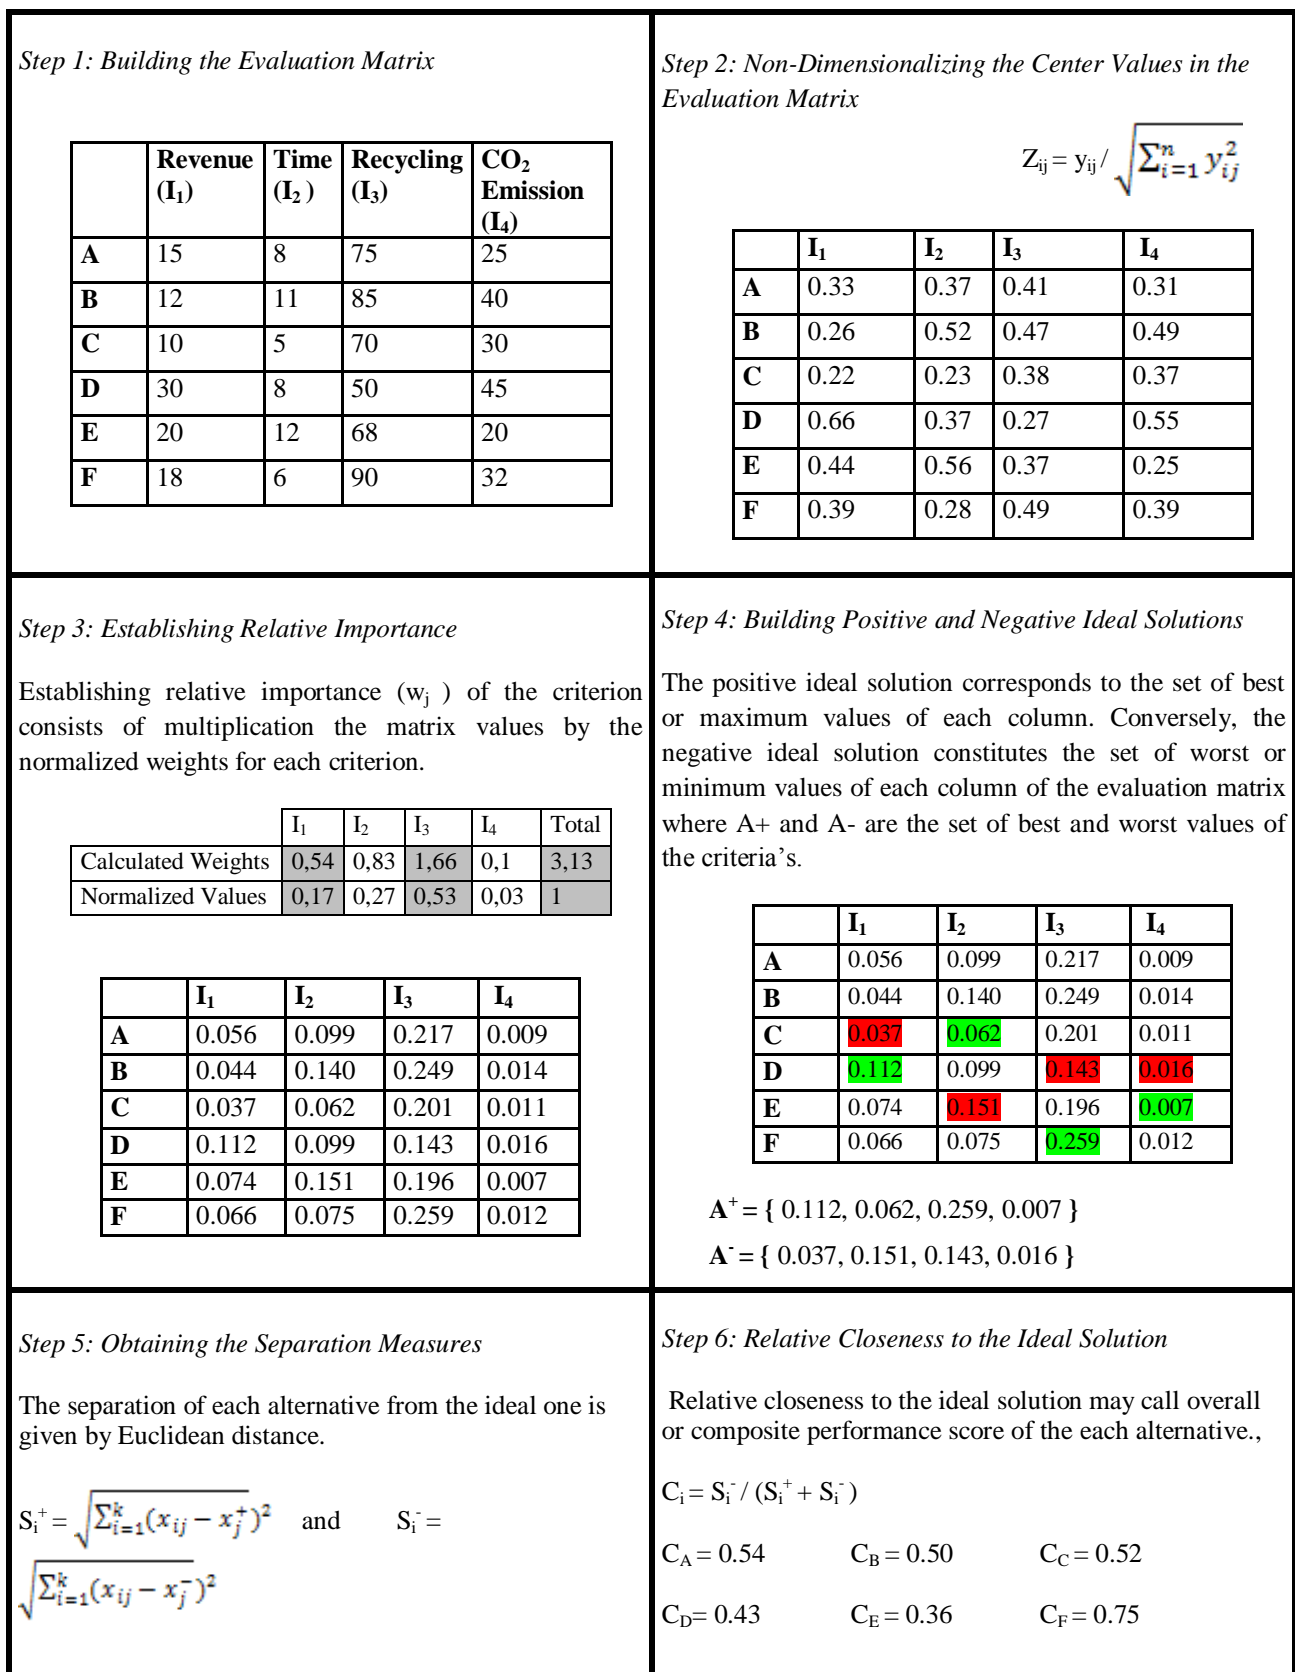 Step 1: Building the Evaluation Matrix
Revenue (I₁) Time (I₂ ) Recycling (I₃) CO₂ Emission (I₄)
A 15 8 75 25
B 12 11 85 40
C 10 5 70 30
D 30 8 50 45
E 20 12 68 20
F 18 6 90 32
Step 2: Non-Dimensionalizing the Center Values in the
Evaluation Matrix
Zᵢⱼ = yᵢⱼ / √(∑ⁿᵢ₌₁ y²ᵢⱼ)
I₁ I₂ I₃ I₄
A 0.33 0.37 0.41 0.31
B 0.26 0.52 0.47 0.49
C 0.22 0.23 0.38 0.37
D 0.66 0.37 0.27 0.55
E 0.44 0.56 0.37 0.25
F 0.39 0.28 0.49 0.39
Step 3: Establishing Relative Importance
Establishing relative importance (wⱼ ) of the criterion
consists of multiplication the matrix values by the
normalized weights for each criterion.
I₁ I₂ I₃ I₄ Total
Calculated Weights 0,54 0,83 1,66 0,1 3,13
Normalized Values 0,17 0,27 0,53 0,03 1
I₁ I₂ I₃ I₄
A 0.056 0.099 0.217 0.009
B 0.044 0.140 0.249 0.014
C 0.037 0.062 0.201 0.011
D 0.112 0.099 0.143 0.016
E 0.074 0.151 0.196 0.007
F 0.066 0.075 0.259 0.012
Step 4: Building Positive and Negative Ideal Solutions
The positive ideal solution corresponds to the set of best
or maximum values of each column. Conversely, the
negative ideal solution constitutes the set of worst or
minimum values of each column of the evaluation matrix
where A+ and A- are the set of best and worst values of
the criteria’s.
I₁ I₂ I₃ I₄
A 0.056 0.099 0.217 0.009
B 0.044 0.140 0.249 0.014
C 0.037 0.062 0.201 0.011
D 0.112 0.099 0.143 0.016
E 0.074 0.151 0.196 0.007
F 0.066 0.075 0.259 0.012
A⁺ = { 0.112, 0.062, 0.259, 0.007 }
A⁻ = { 0.037, 0.151, 0.143, 0.016 }
Step 5: Obtaining the Separation Measures
The separation of each alternative from the ideal one is
given by Euclidean distance.
Sᵢ⁺ = √(∑ᵏᵢ₌₁(xᵢⱼ − xⱼ⁺)²) and Sᵢ⁻ =
√(∑ᵏᵢ₌₁(xᵢⱼ − xⱼ⁻)²)
Step 6: Relative Closeness to the Ideal Solution
Relative closeness to the ideal solution may call overall
or composite performance score of the each alternative.,
Cᵢ = Sᵢ⁻ / (Sᵢ⁺ + Sᵢ⁻ )
C_A = 0.54 C_B = 0.50 C_C = 0.52
C_D= 0.43 C_E = 0.36 C_F = 0.75